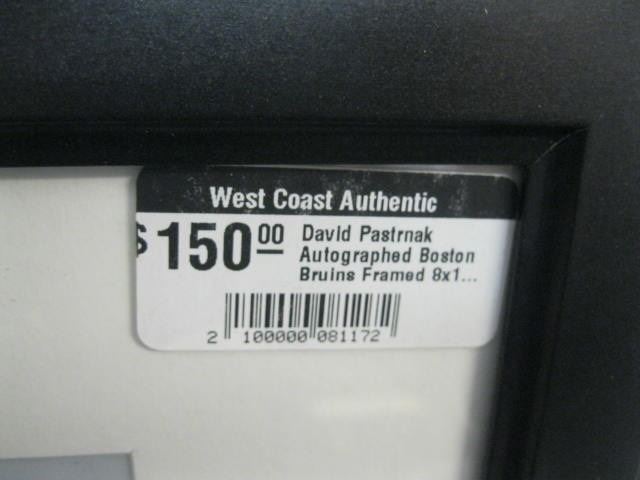 West Coast Authentic
$150.00
David Pastrnak
Autographed Boston
Bruins Framed 8x1...
2 100000 081172